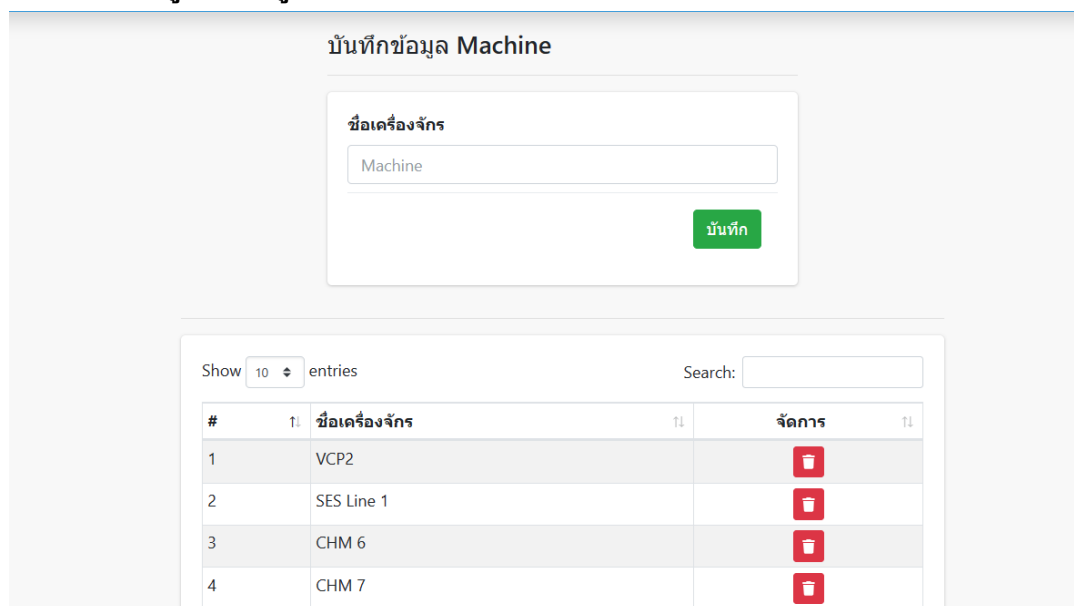 บันทึกข้อมูล Machine
ชื่อเครื่องจักร
Machine
บันทึก
Show 10 entries Search:
# ชื่อเครื่องจักร จัดการ
1 VCP2
2 SES Line 1
3 CHM 6
4 CHM 7